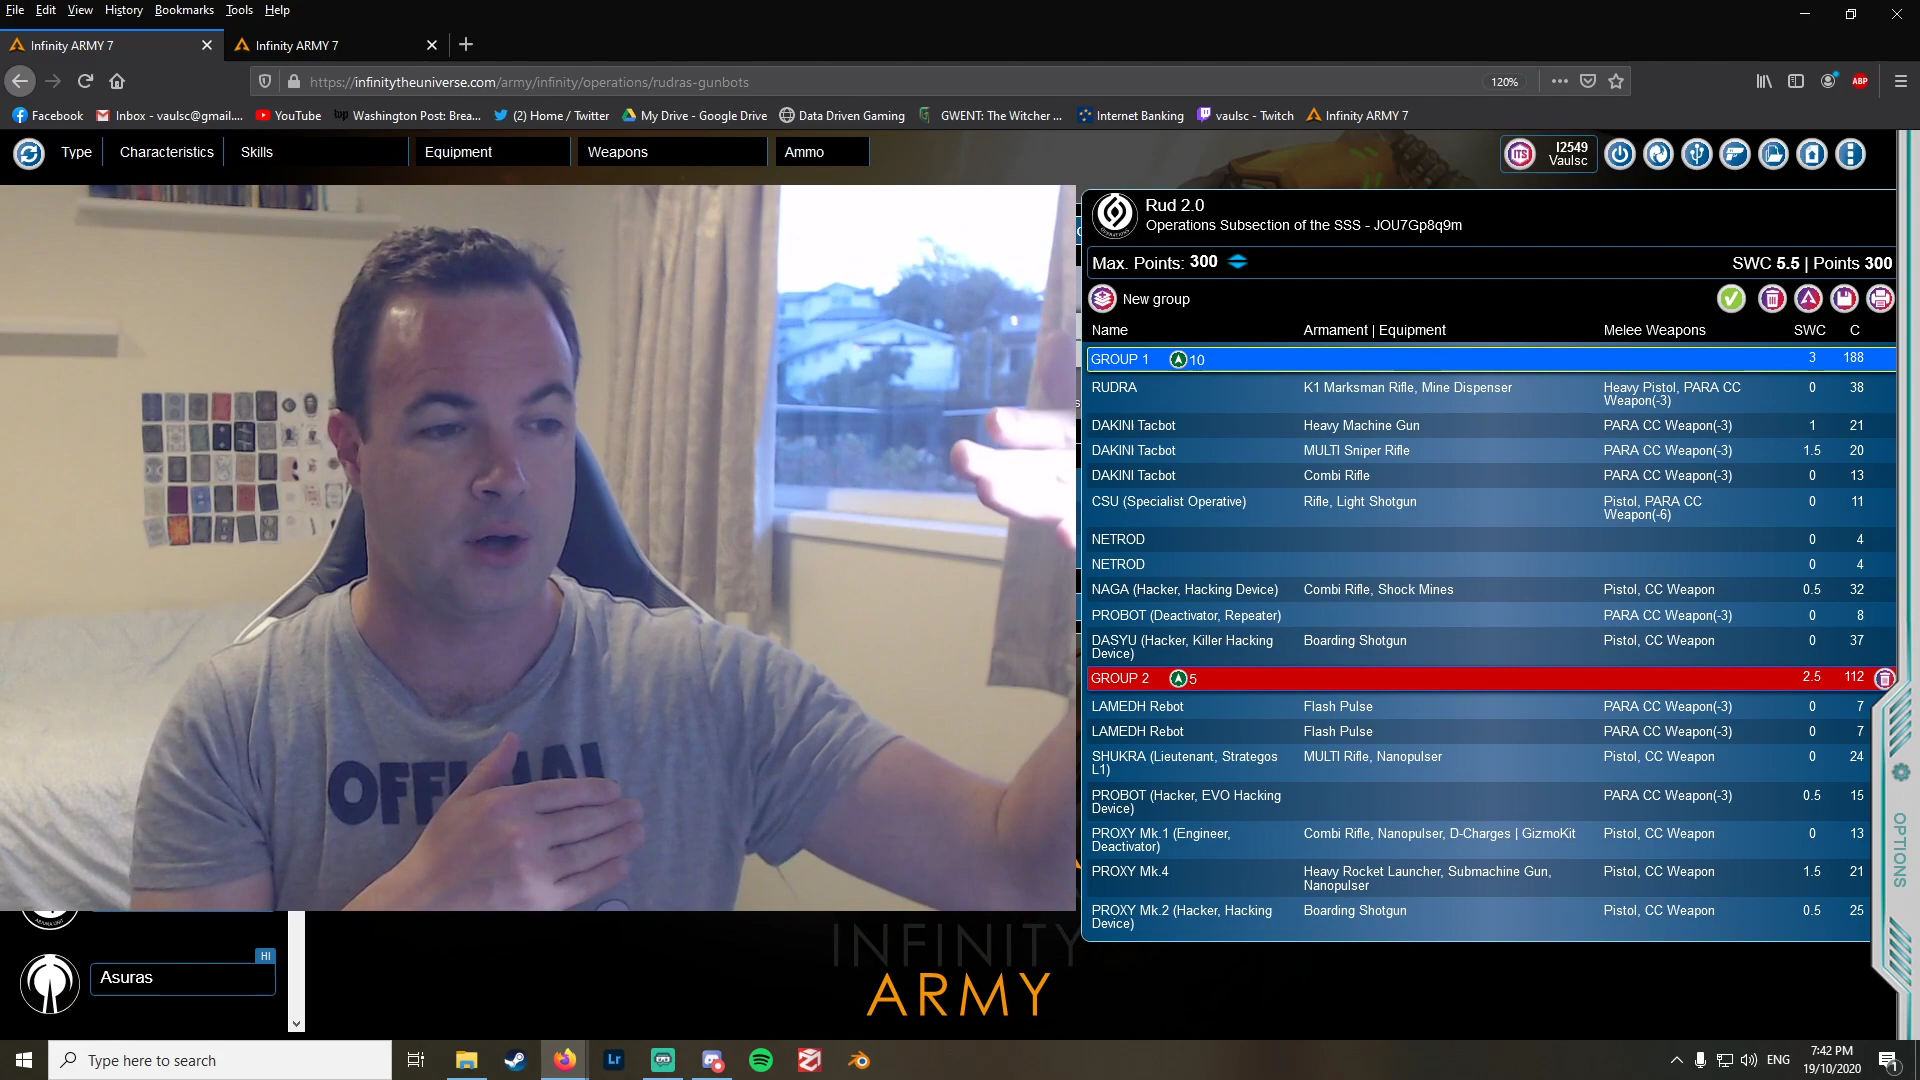 File Edit View History Bookmarks Tools Help
Infinity ARMY 7
Infinity ARMY 7
https://infinitytheuniverse.com/army/infinity/operations/rudras-gunbots
120%
ABP
Facebook
Inbox - vaulsc@gmail....
YouTube
wp Washington Post: Brea...
(2) Home / Twitter
My Drive - Google Drive
Data Driven Gaming
GWENT: The Witcher ...
Internet Banking
vaulsc - Twitch
Infinity ARMY 7
Type Characteristics Skills Equipment Weapons Ammo
ITS I2549
Vaulsc
Rud 2.0
Operations Subsection of the SSS - JOU7Gp8q9m
Max. Points: 300 SWC 5.5 | Points 300
New group
Name Armament | Equipment Melee Weapons SWC C
GROUP 1 10 3 188
RUDRA K1 Marksman Rifle, Mine Dispenser Heavy Pistol, PARA CC 0 38
Weapon(-3)
DAKINI Tacbot Heavy Machine Gun PARA CC Weapon(-3) 1 21
DAKINI Tacbot MULTI Sniper Rifle PARA CC Weapon(-3) 1.5 20
DAKINI Tacbot Combi Rifle PARA CC Weapon(-3) 0 13
CSU (Specialist Operative) Rifle, Light Shotgun Pistol, PARA CC 0 11
Weapon(-6)
NETROD 0 4
NETROD 0 4
NAGA (Hacker, Hacking Device) Combi Rifle, Shock Mines Pistol, CC Weapon 0.5 32
PROBOT (Deactivator, Repeater) PARA CC Weapon(-3) 0 8
DASYU (Hacker, Killer Hacking Boarding Shotgun Pistol, CC Weapon 0 37
Device)
GROUP 2 5 2.5 112
LAMEDH Rebot Flash Pulse PARA CC Weapon(-3) 0 7
LAMEDH Rebot Flash Pulse PARA CC Weapon(-3) 0 7
SHUKRA (Lieutenant, Strategos MULTI Rifle, Nanopulser Pistol, CC Weapon 0 24
L1)
PROBOT (Hacker, EVO Hacking PARA CC Weapon(-3) 0.5 15
Device)
PROXY Mk.1 (Engineer, Combi Rifle, Nanopulser, D-Charges | GizmoKit Pistol, CC Weapon 0 13
Deactivator)
PROXY Mk.4 Heavy Rocket Launcher, Submachine Gun, Pistol, CC Weapon 1.5 21
Nanopulser
PROXY Mk.2 (Hacker, Hacking Boarding Shotgun Pistol, CC Weapon 0.5 25
Device)
OPTIONS
HI
Asuras
INFINITY
ARMY
Type here to search
Lr
ENG
7:42 PM
19/10/2020
1